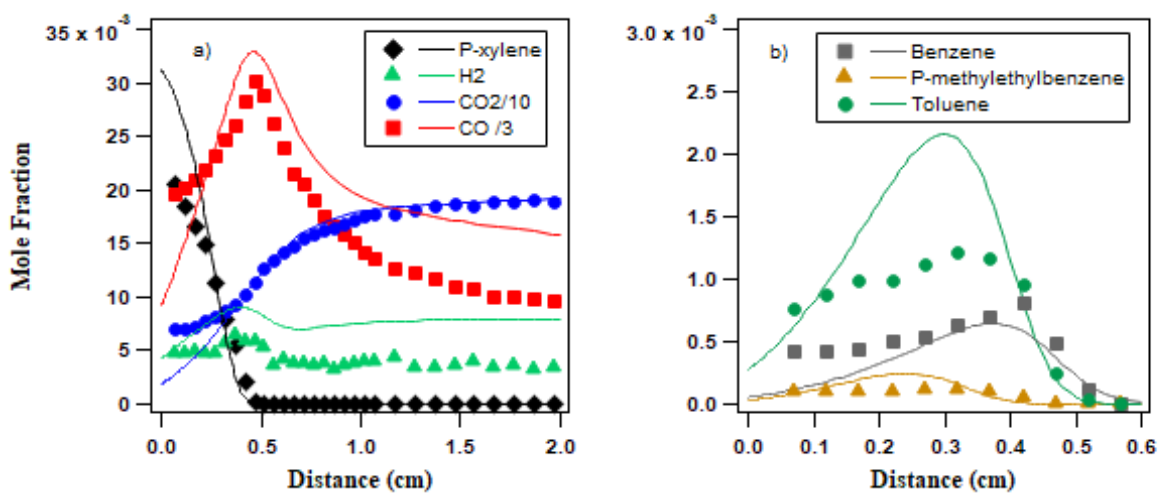 35 x 10⁻³
30
25
20
15
10
5
0
Mole Fraction
a)
P-xylene
H2
CO2/10
CO /3
0.0 0.5 1.0 1.5 2.0
Distance (cm)
3.0 x 10⁻³
2.5
2.0
1.5
1.0
0.5
0.0
b)
Benzene
P-methylethylbenzene
Toluene
0.0 0.1 0.2 0.3 0.4 0.5 0.6
Distance (cm)